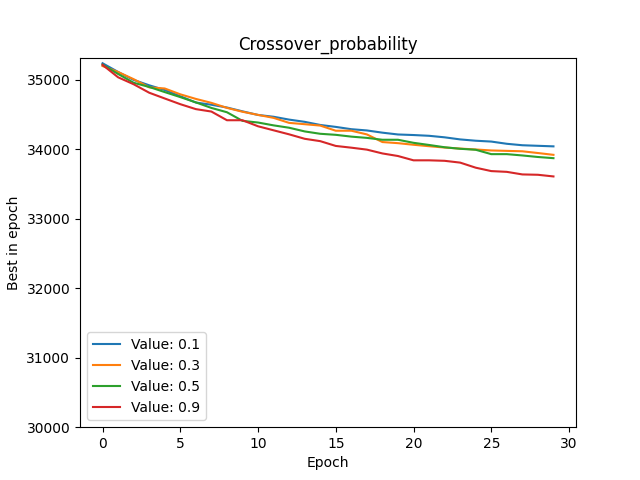 Crossover_probability
Best in epoch
35000
34000
33000
32000
31000
30000
Value: 0.1
Value: 0.3
Value: 0.5
Value: 0.9
0 5 10 15 20 25 30
Epoch